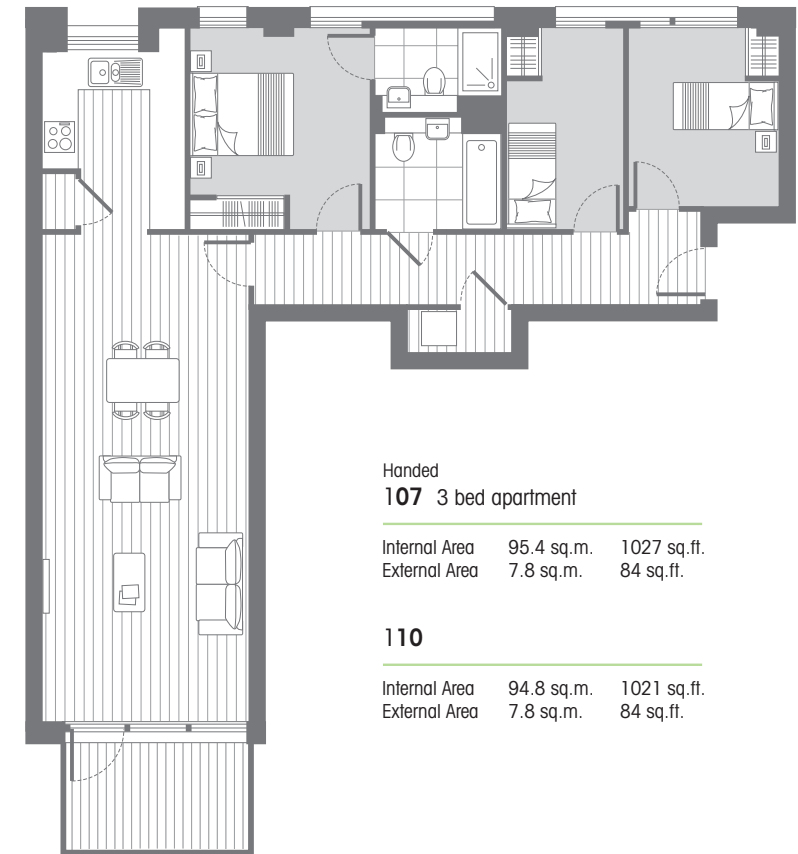 Handed
107 3 bed apartment
Internal Area 95.4 sq.m. 1027 sq.ft.
External Area 7.8 sq.m. 84 sq.ft.
110
Internal Area 94.8 sq.m. 1021 sq.ft.
External Area 7.8 sq.m. 84 sq.ft.